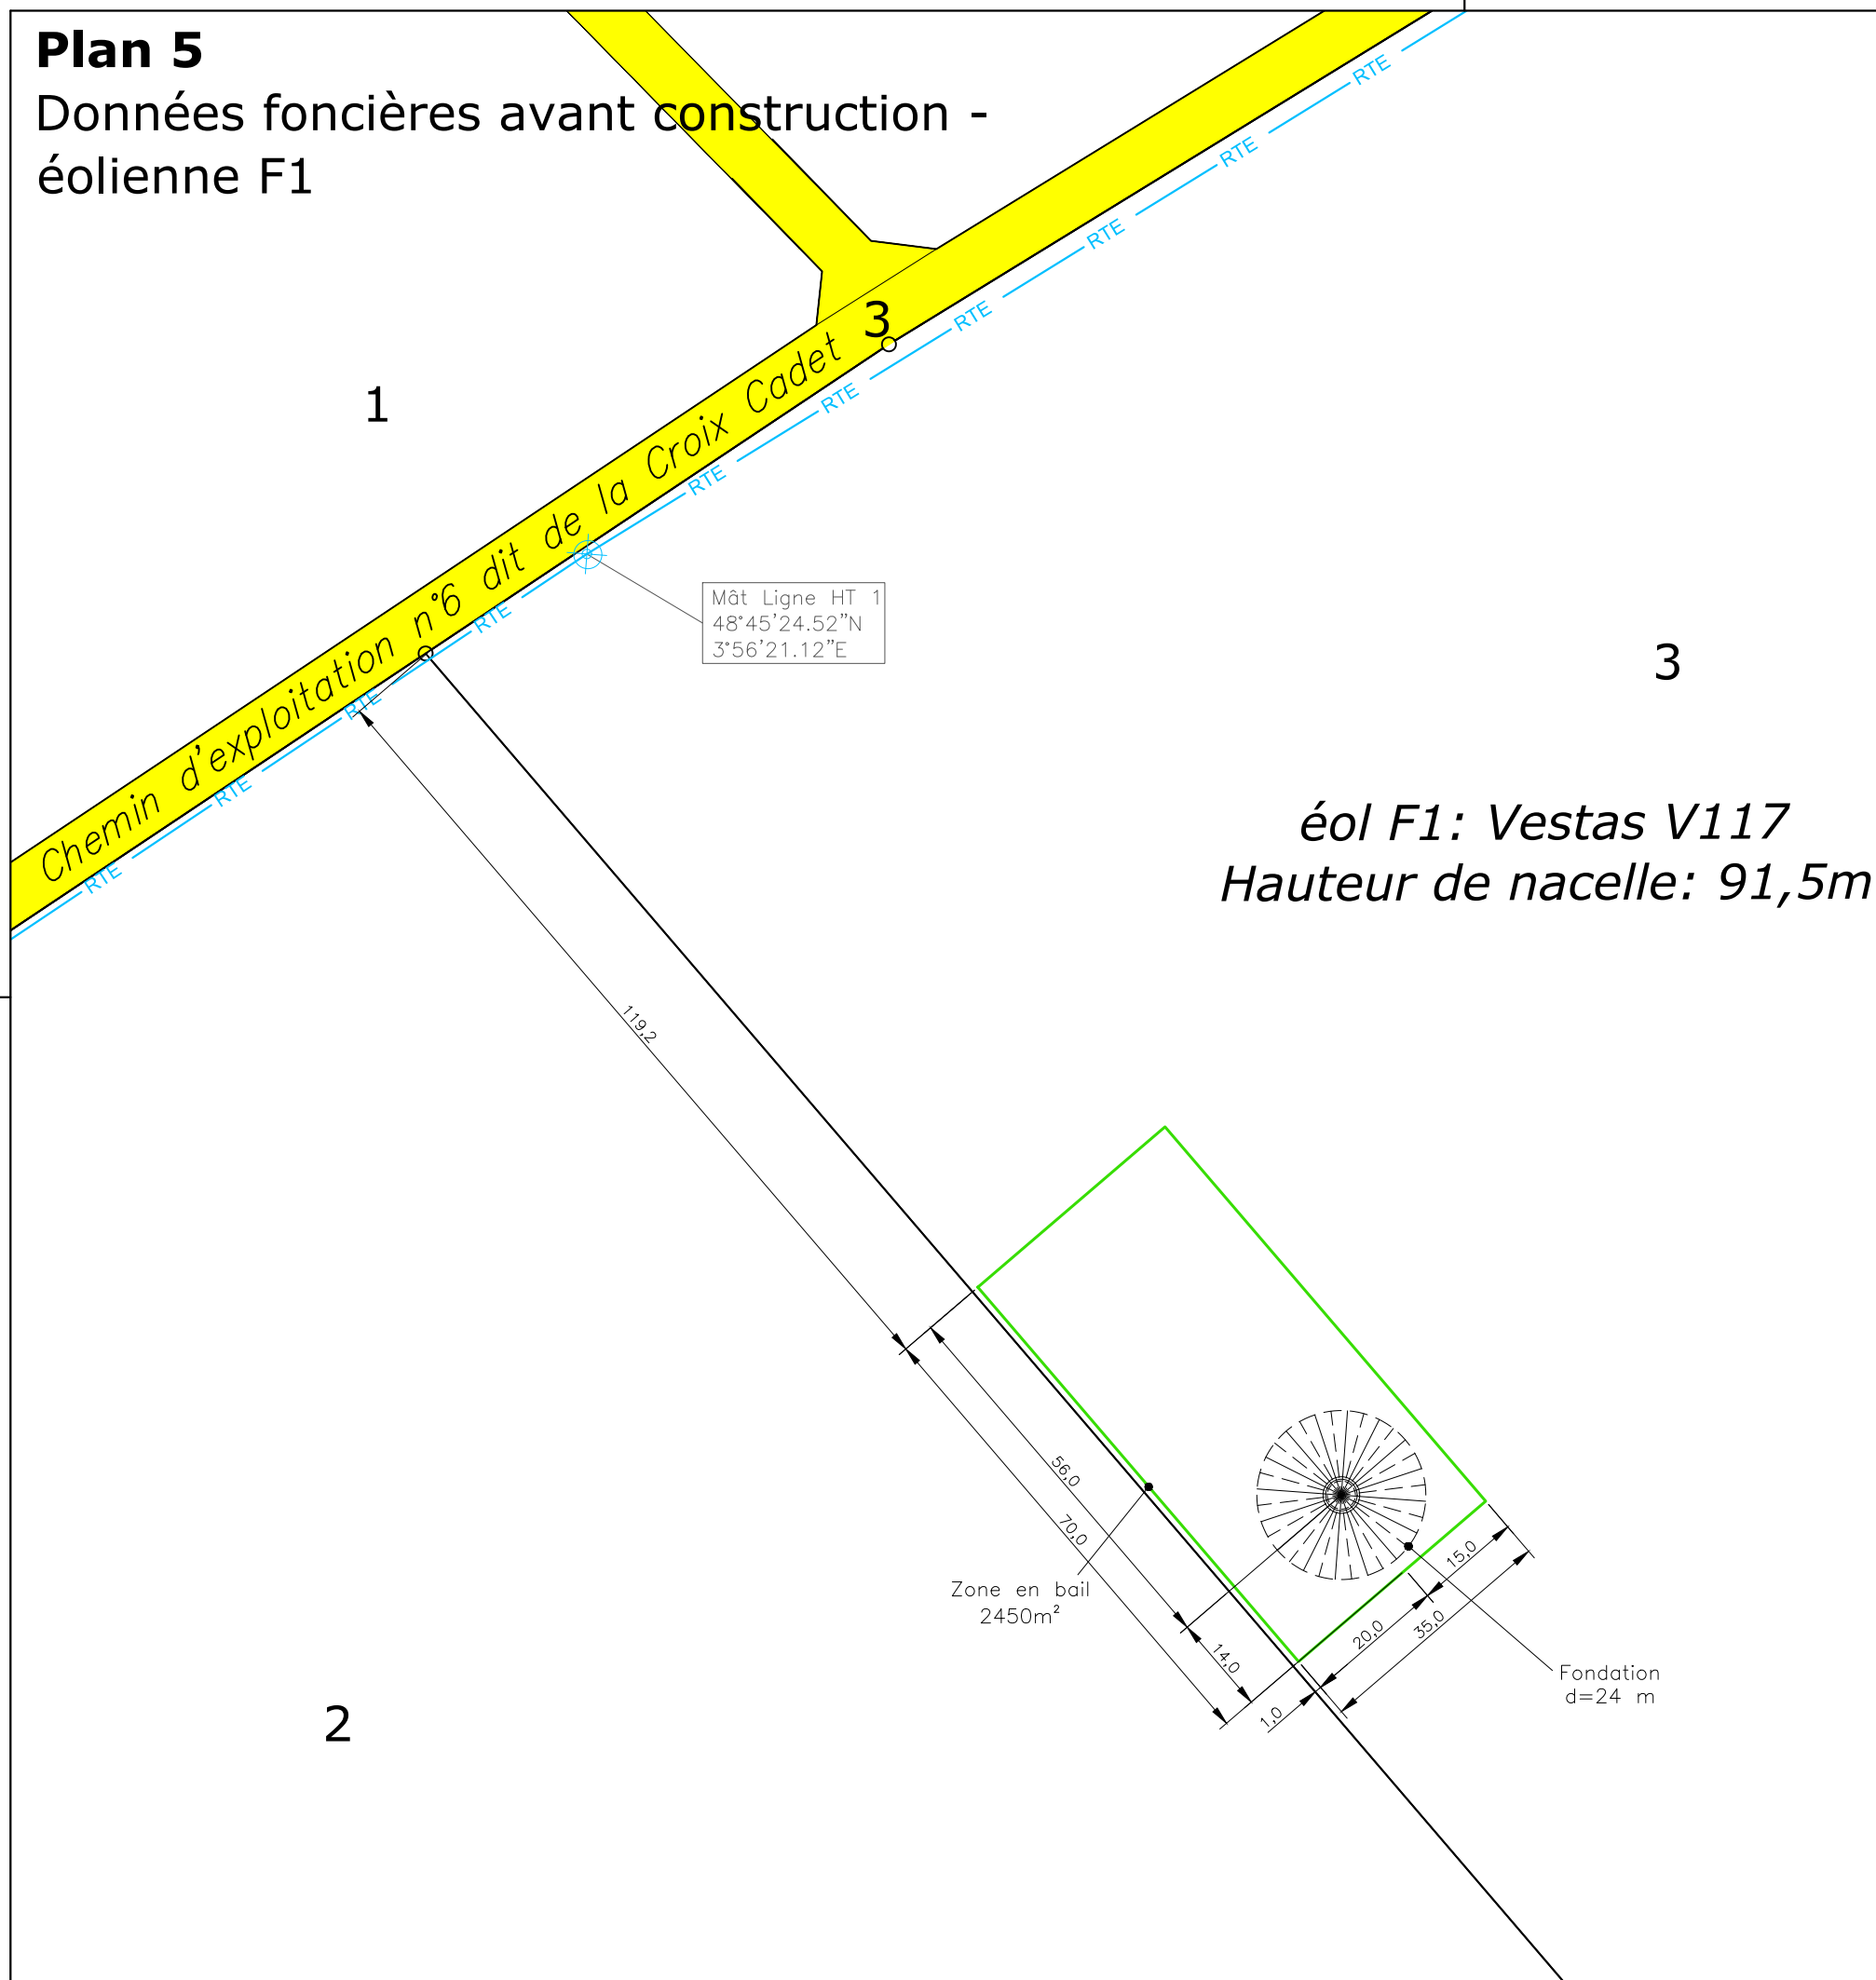 Plan 5
Données foncières avant construction -
éolienne F1
RTE
RTE
RTE
RTE
3
1
RTE
Chemin d'exploitation n°6 dit de la Croix Cadet
RTE
Mât Ligne HT 1
48°45'24.52"N
3°56'21.12"E
RTE
3
RTE
RTE
RTE
éol F1: Vestas V117
Hauteur de nacelle: 91,5m
119,2
56,0
70,0
15,0
Zone en bail
2450m²
20,0
35,0
14,0
Fondation
d=24 m
1,0
2